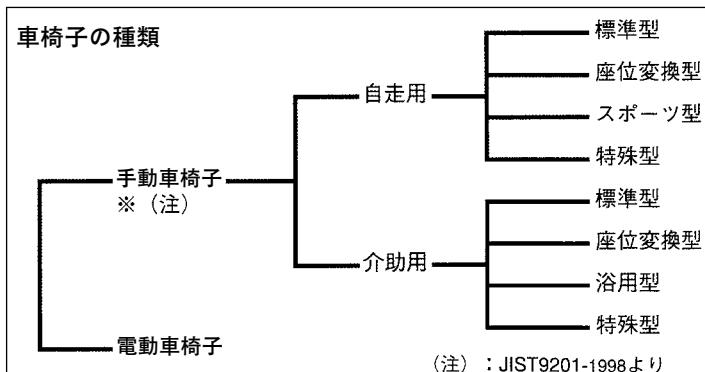 車椅子の種類
標準型
座位変換型
自走用
スポーツ型
特殊型
手動車椅子
※（注）
標準型
座位変換型
介助用
浴用型
特殊型
電動車椅子
（注）：JIST9201-1998より